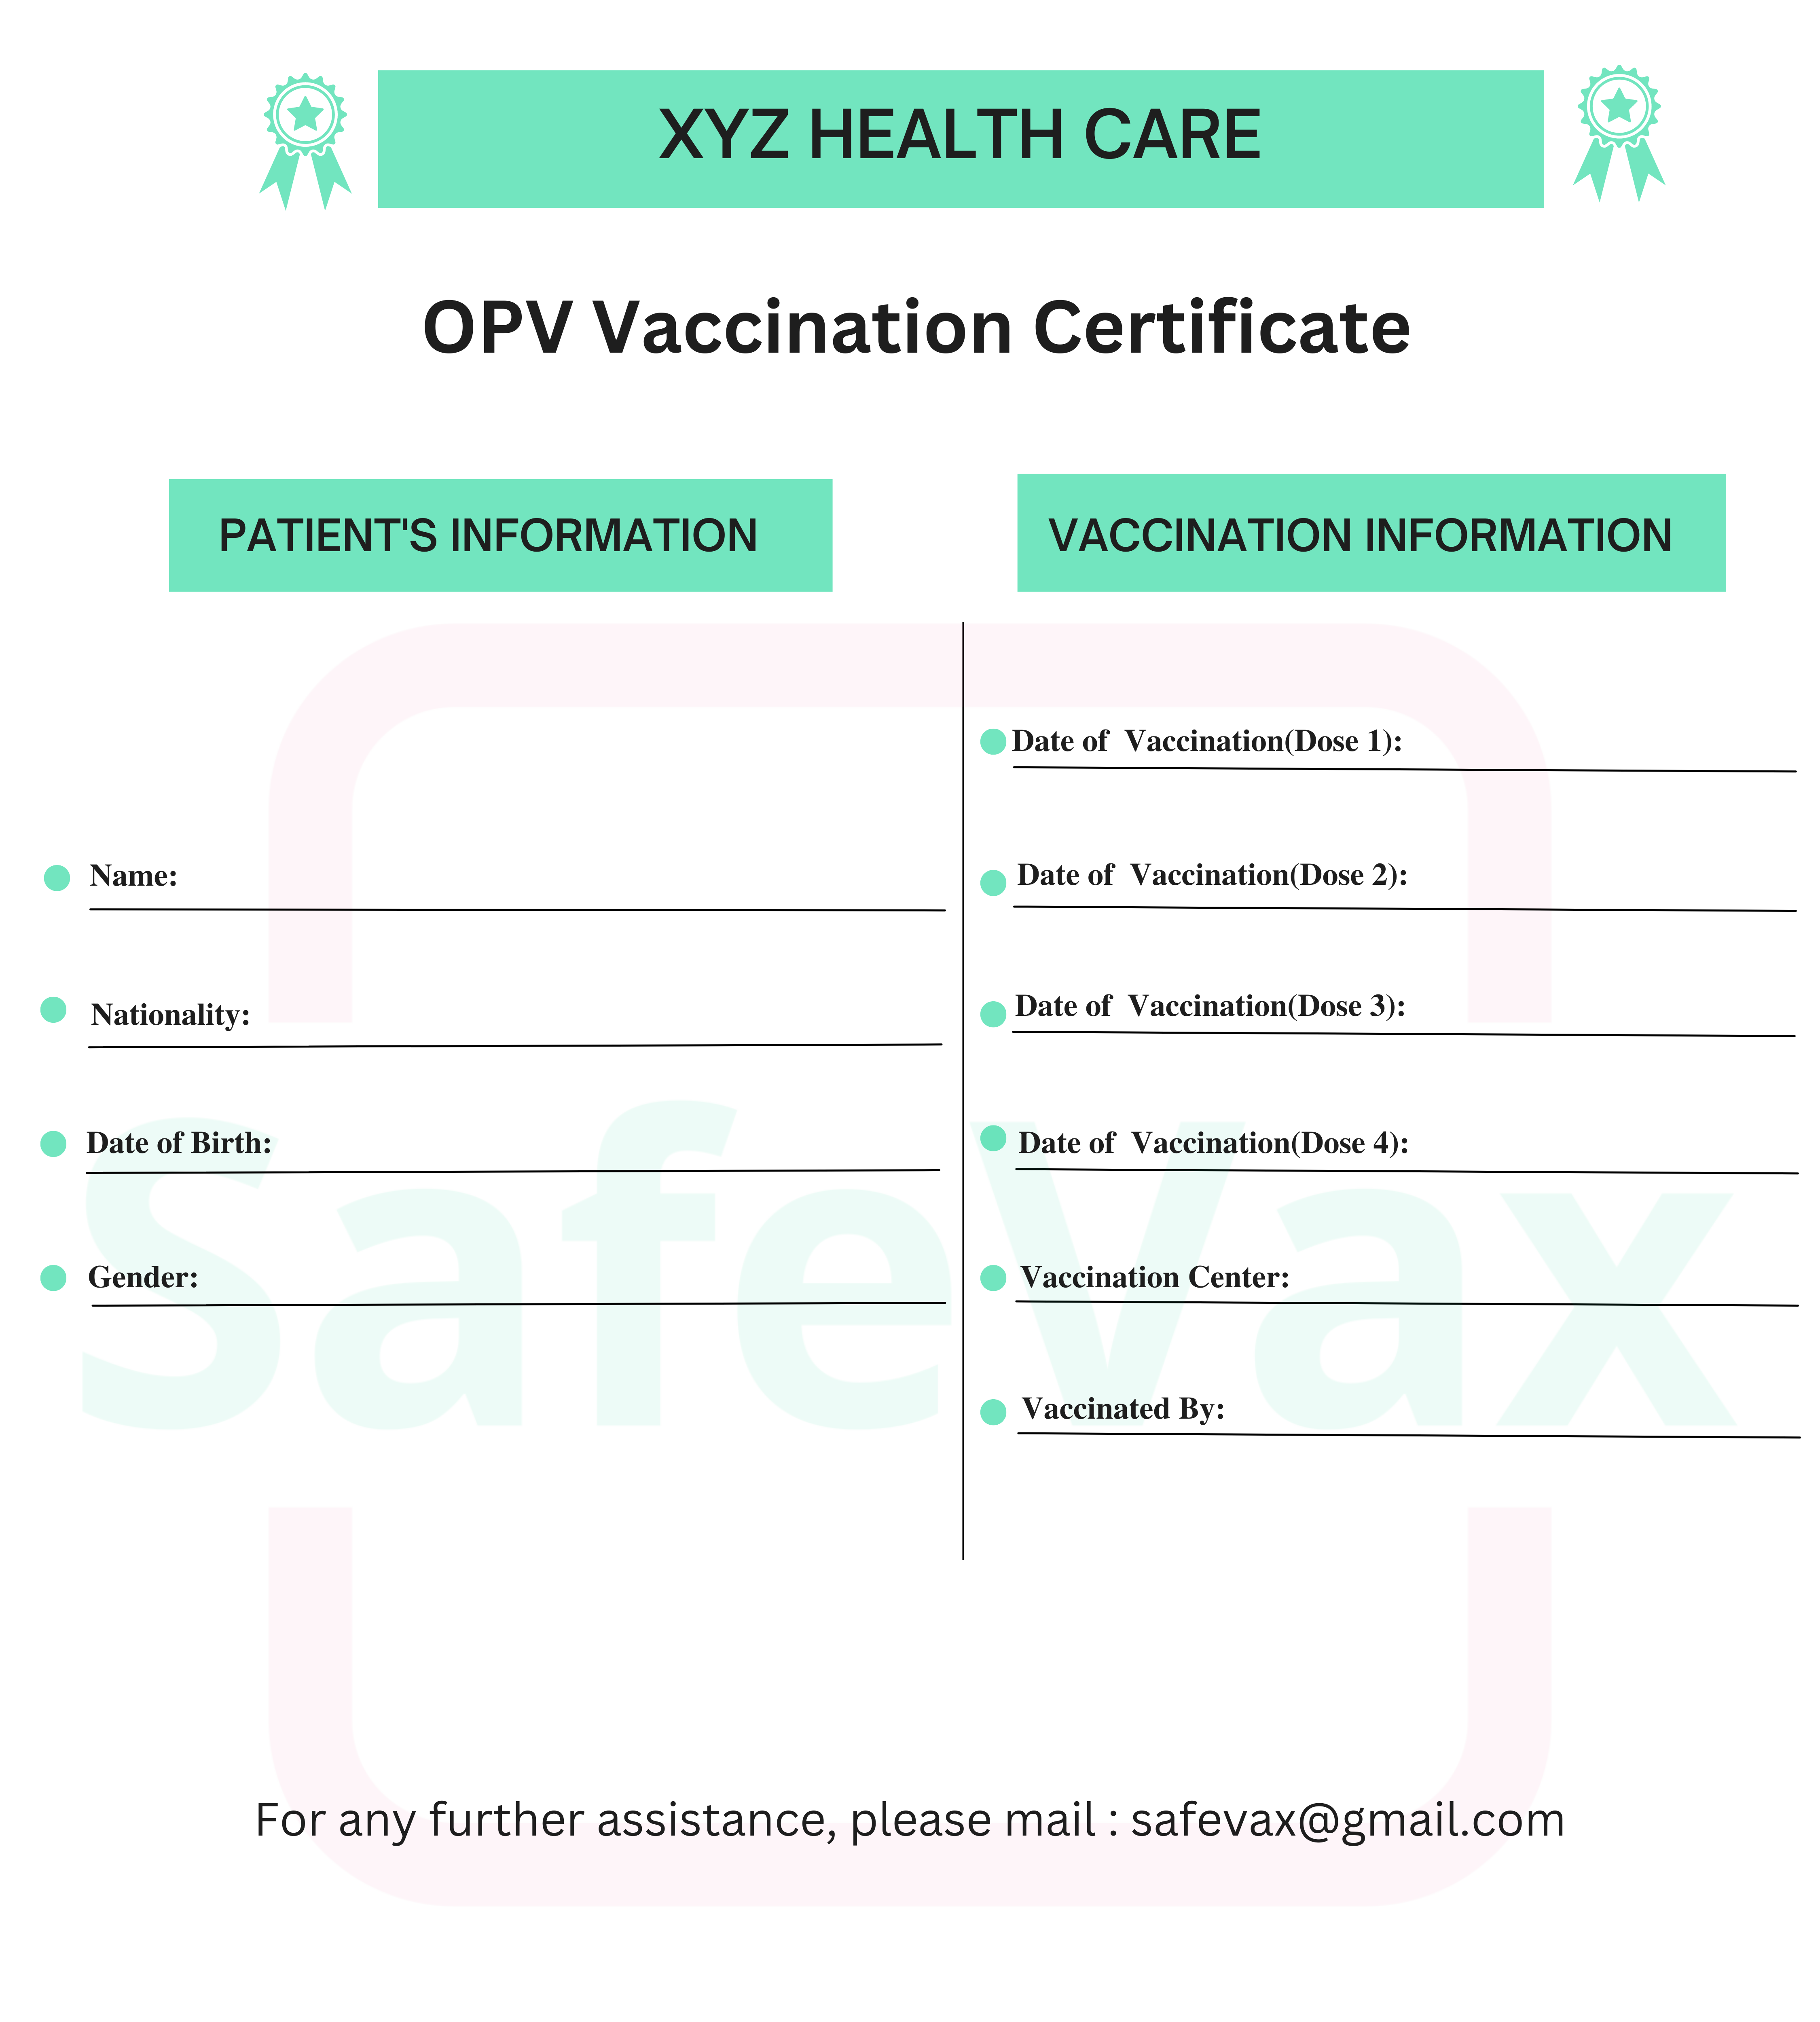 XYZ HEALTH CARE
OPV Vaccination Certificate
PATIENT'S INFORMATION
Name:
Nationality:
Date of Birth:
Gender:
VACCINATION INFORMATION
Date of  Vaccination(Dose 1):
Date of  Vaccination(Dose 2):
Date of  Vaccination(Dose 3):
Date of  Vaccination(Dose 4):
Vaccination Center:
Vaccinated By:
SafeVax
For any further assistance, please mail : safevax@gmail.com